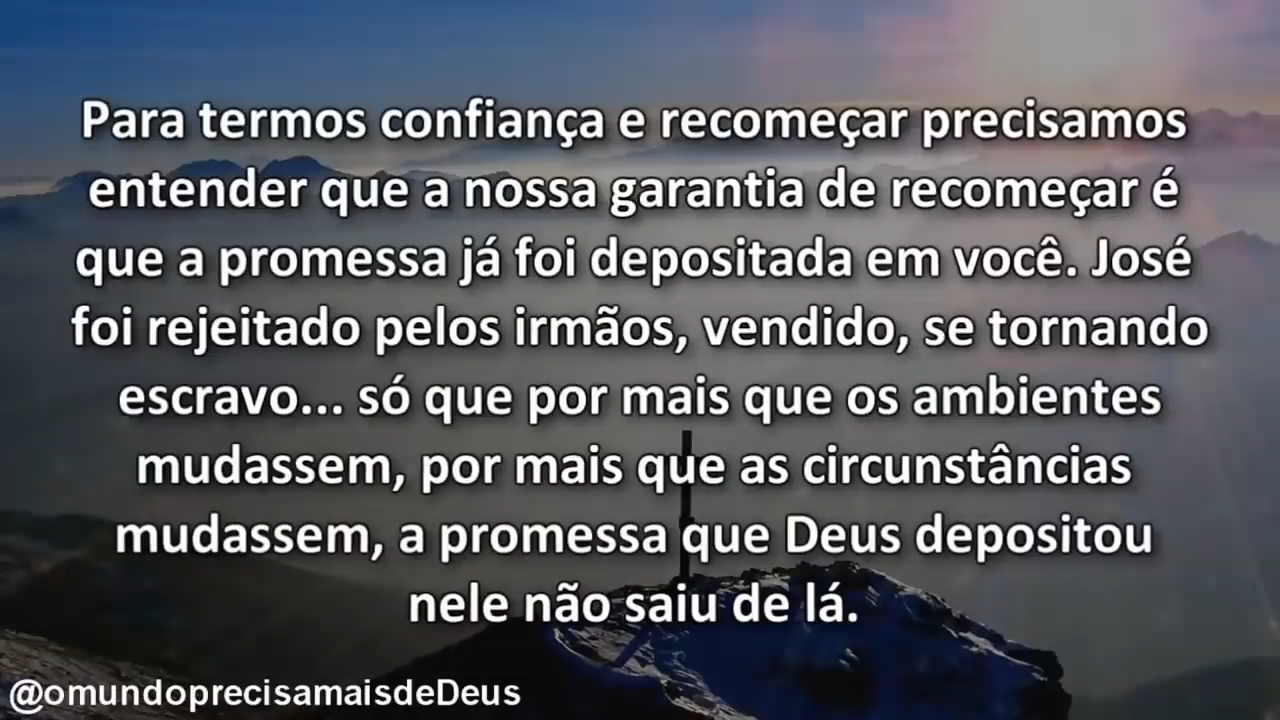 Para termos confiança e recomeçar precisamos
entender que a nossa garantia de recomeçar é
que a promessa já foi depositada em você. José
foi rejeitado pelos irmãos, vendido, se tornando
escravo... só que por mais que os ambientes
mudassem, por mais que as circunstâncias
mudassem, a promessa que Deus depositou
nele não saiu de lá.
@omundoprecisamaisdeDeus